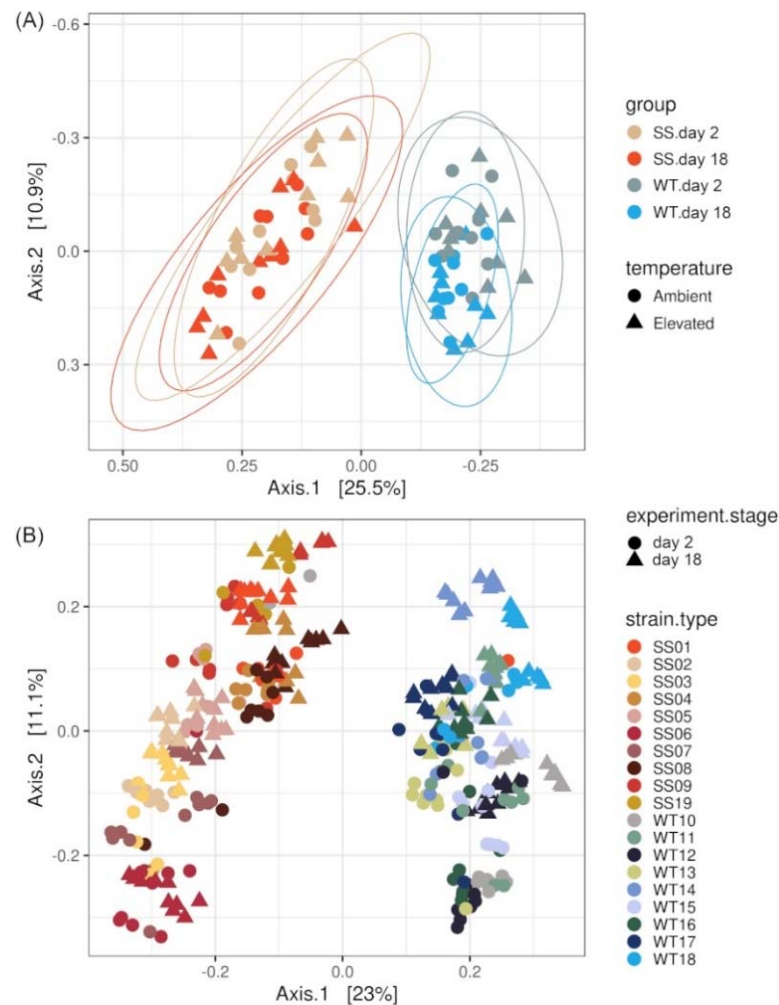 (A)
-0.6
-0.3
0.0
0.3
Axis.2 [10.9%]
0.50
0.25
0.00
-0.25
Axis.1 [25.5%]
group
SS.day 2
SS.day 18
WT.day 2
WT.day 18
temperature
Ambient
Elevated
(B)
0.2
0.0
-0.2
Axis.2 [11.1%]
-0.2
0.0
0.2
Axis.1 [23%]
experiment.stage
day 2
day 18
strain.type
SS01
SS02
SS03
SS04
SS05
SS06
SS07
SS08
SS09
SS19
WT10
WT11
WT12
WT13
WT14
WT15
WT16
WT17
WT18